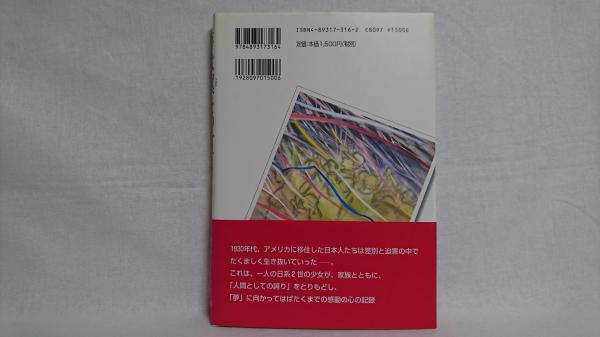 ISBN4-89317-316-2 C8097 ¥1500E
定価:本体1,500円(税別)
9784893173164
1928097015006
1930年代、アメリカに移住した日本人たちは差別と迫害の中で
たくましく生き抜いていった──。
これは、一人の日系2世の少女が、家族とともに、
「人間としての誇り」をとりもどし、
「夢」に向かってはばたくまでの感動の心の記録